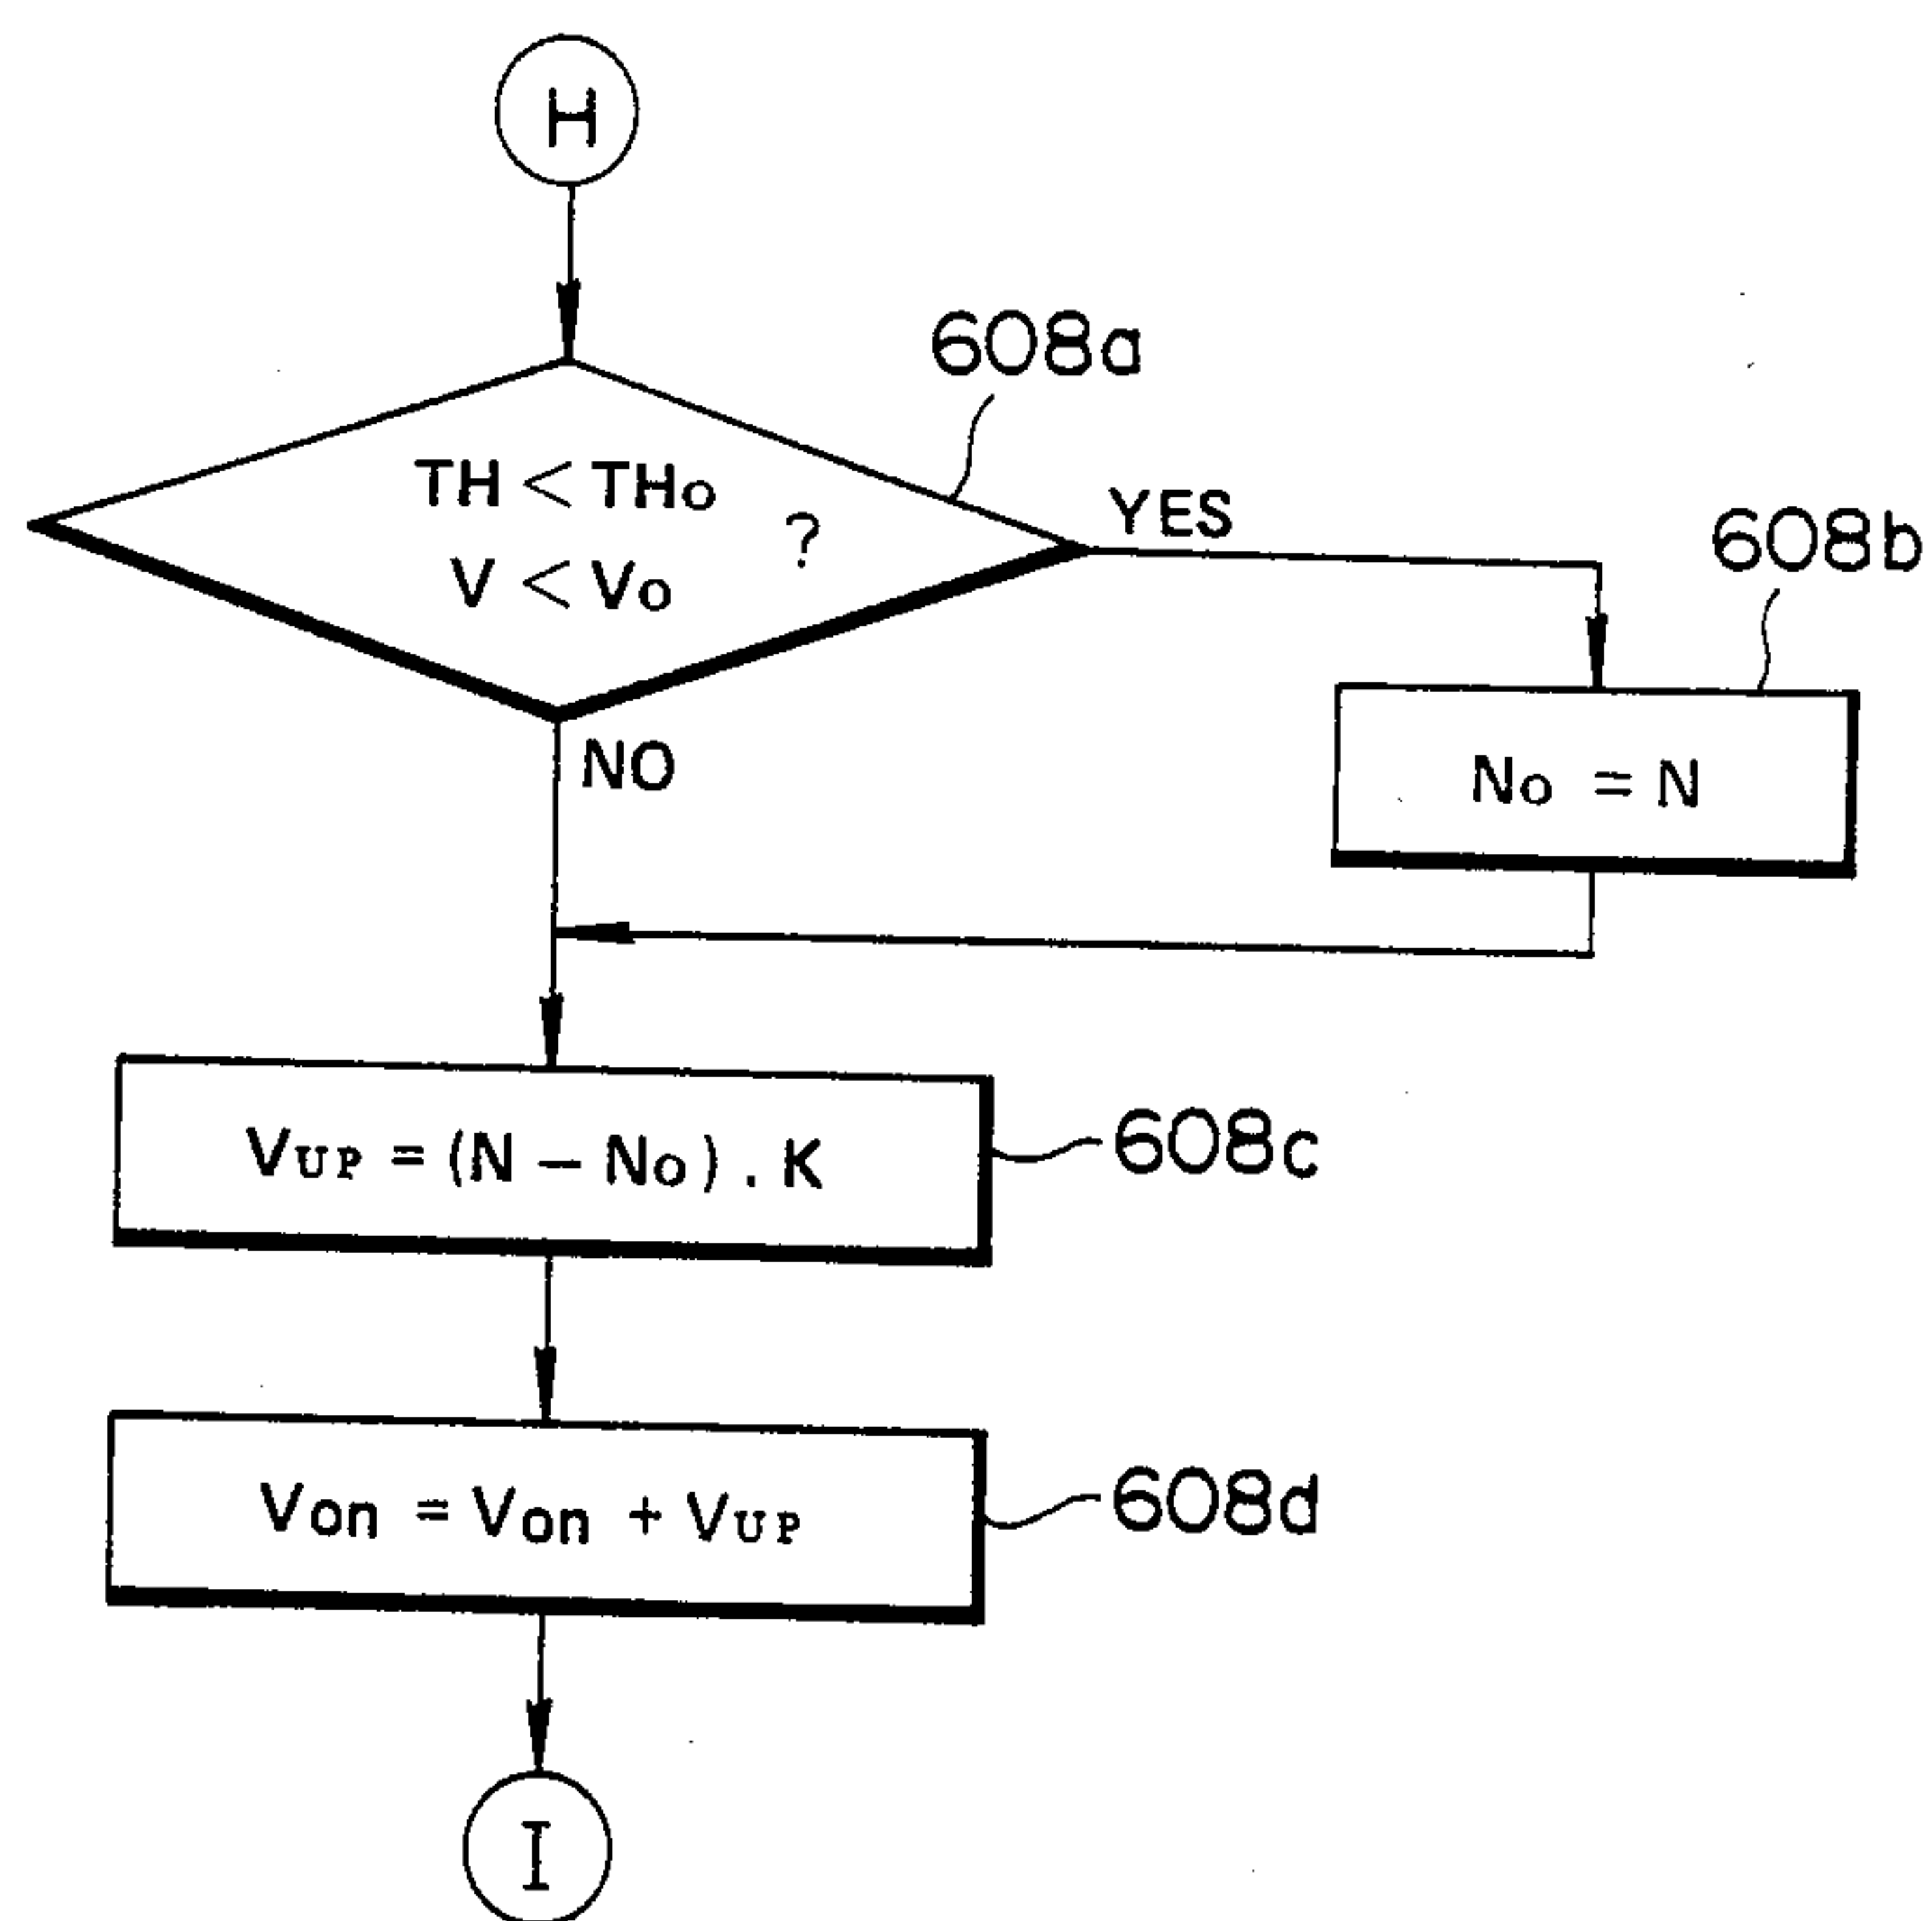 H
608a
TH < THo
V < Vo
?
YES
608b
NO
No = N
VUP = (N − No) . K
608c
Von = Von + VUP
608d
I